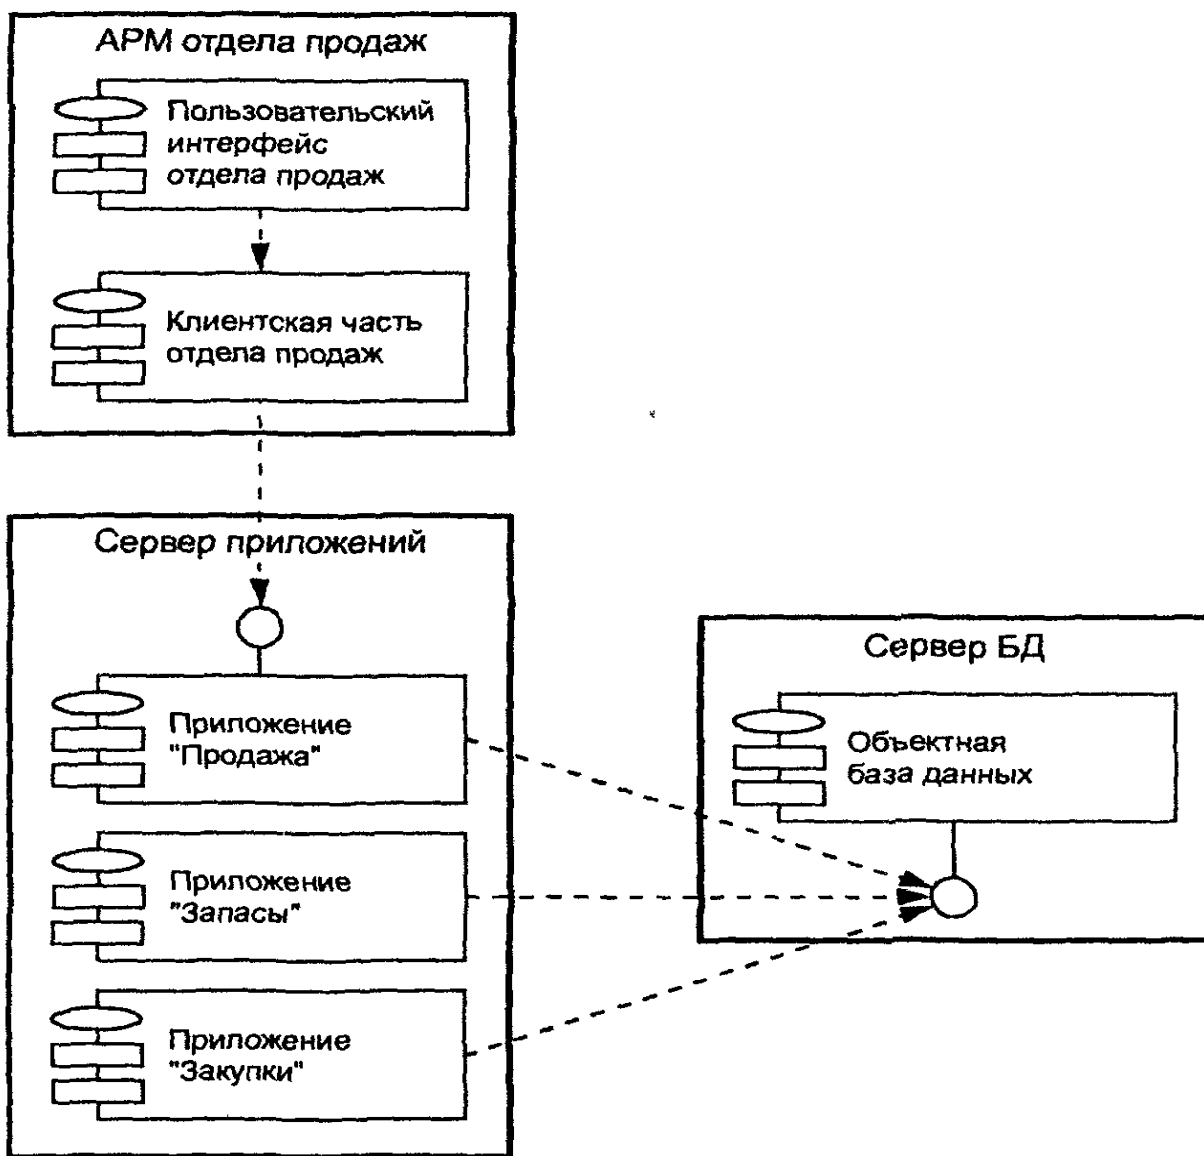 АРМ отдела продаж
Пользовательский
интерфейс
отдела продаж
Клиентская часть
отдела продаж
Сервер приложений
Приложение
"Продажа"
Приложение
"Запасы"
Приложение
"Закупки"
Сервер БД
Объектная
база данных